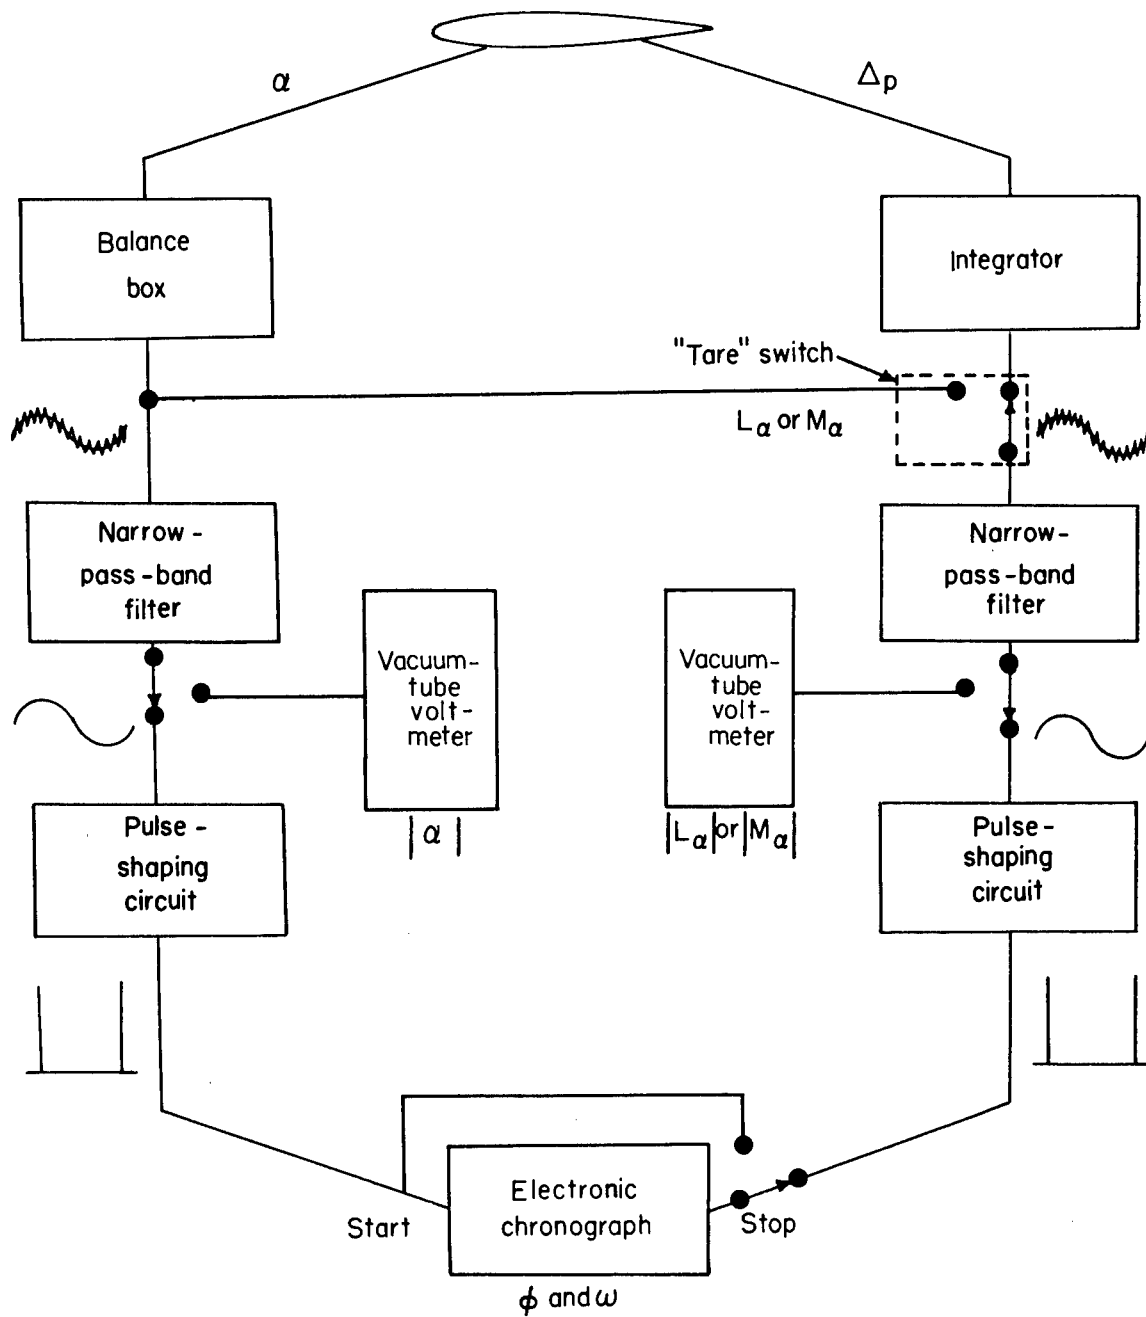 α
Δp
Balance
box
Integrator
"Tare" switch
Lα or Mα
Narrow-
pass-band
filter
Narrow-
pass-band
filter
Vacuum-
tube
volt-
meter
Vacuum-
tube
volt-
meter
|α|
|Lα| or |Mα|
Pulse-
shaping
circuit
Pulse-
shaping
circuit
Electronic
chronograph
Start
Stop
ϕ and ω